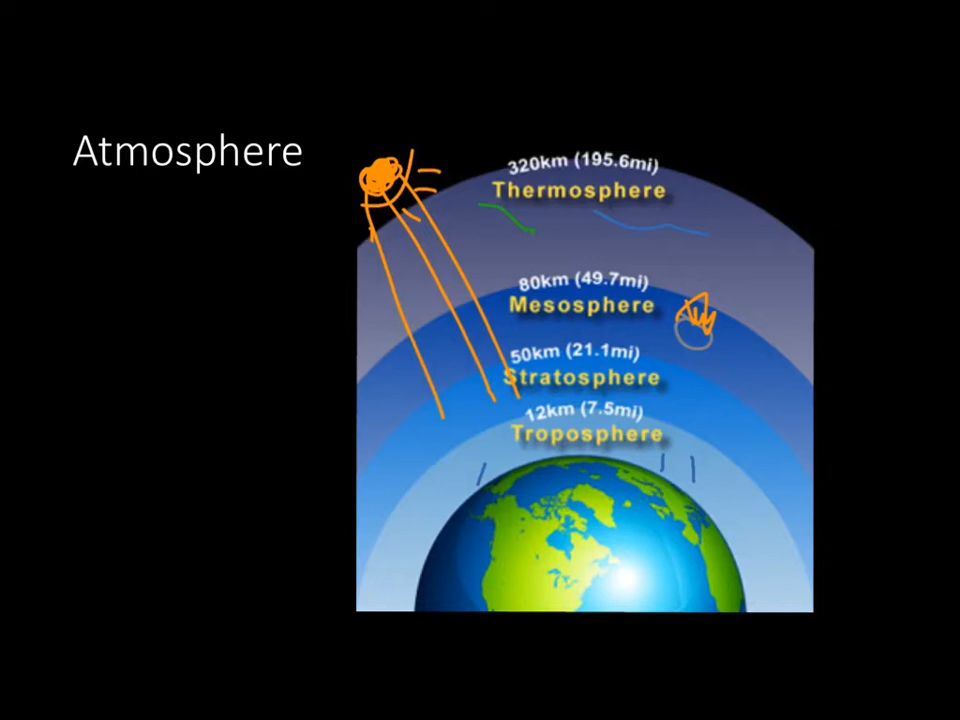 Atmosphere
320km (195.6mi)
Thermosphere
80km (49.7mi)
Mesosphere
50km (21.1mi)
Stratosphere
12km (7.5mi)
Troposphere